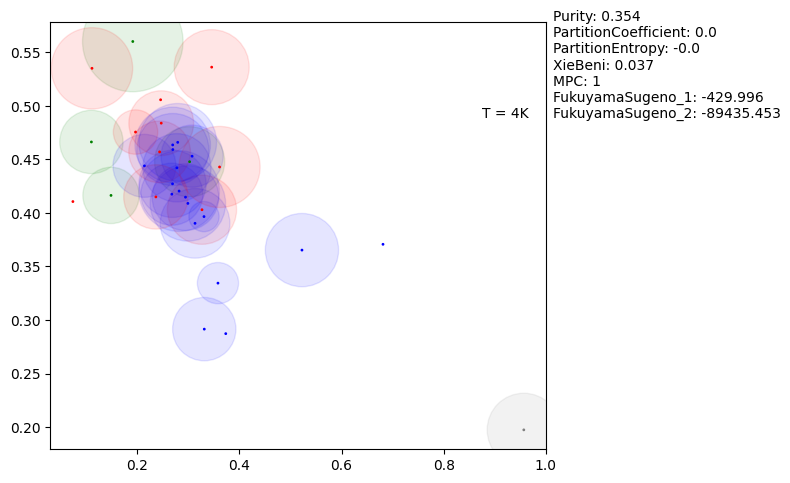 Purity: 0.354
PartitionCoefficient: 0.0
PartitionEntropy: -0.0
XieBeni: 0.037
MPC: 1
FukuyamaSugeno_1: -429.996
FukuyamaSugeno_2: -89435.453
T = 4K
0.55
0.50
0.45
0.40
0.35
0.30
0.25
0.20
0.2 0.4 0.6 0.8 1.0